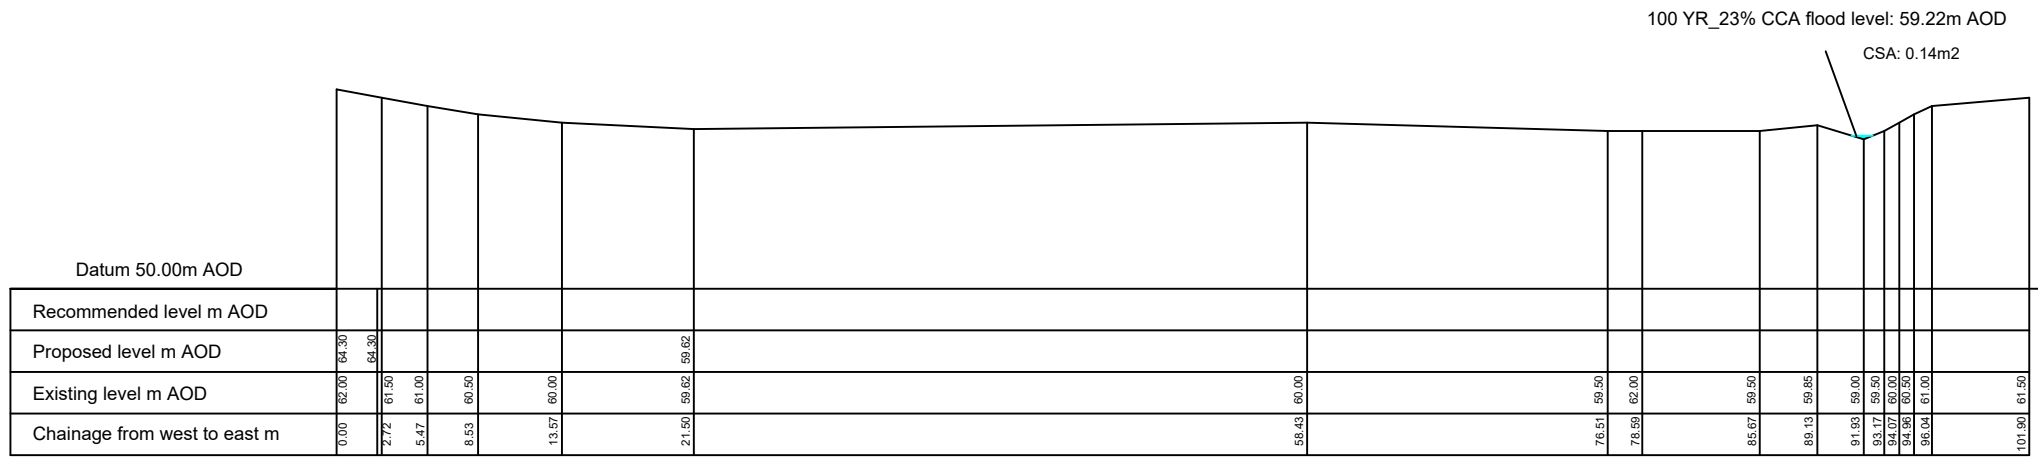 100 YR_23% CCA flood level: 59.22m AOD
CSA: 0.14m2
Datum 50.00m AOD
Recommended level m AOD
Proposed level m AOD 64.30 64.30 59.62
Existing level m AOD 62.00 61.50 61.00 60.50 60.00 59.62 60.00 59.50 62.00 59.50 59.85 59.00 59.50 60.00 60.50 61.00 61.50
Chainage from west to east m 0.00 2.72 5.47 8.53 13.57 21.50 58.43 76.51 78.59 85.67 89.13 91.93 93.17 94.07 94.96 96.04 101.90